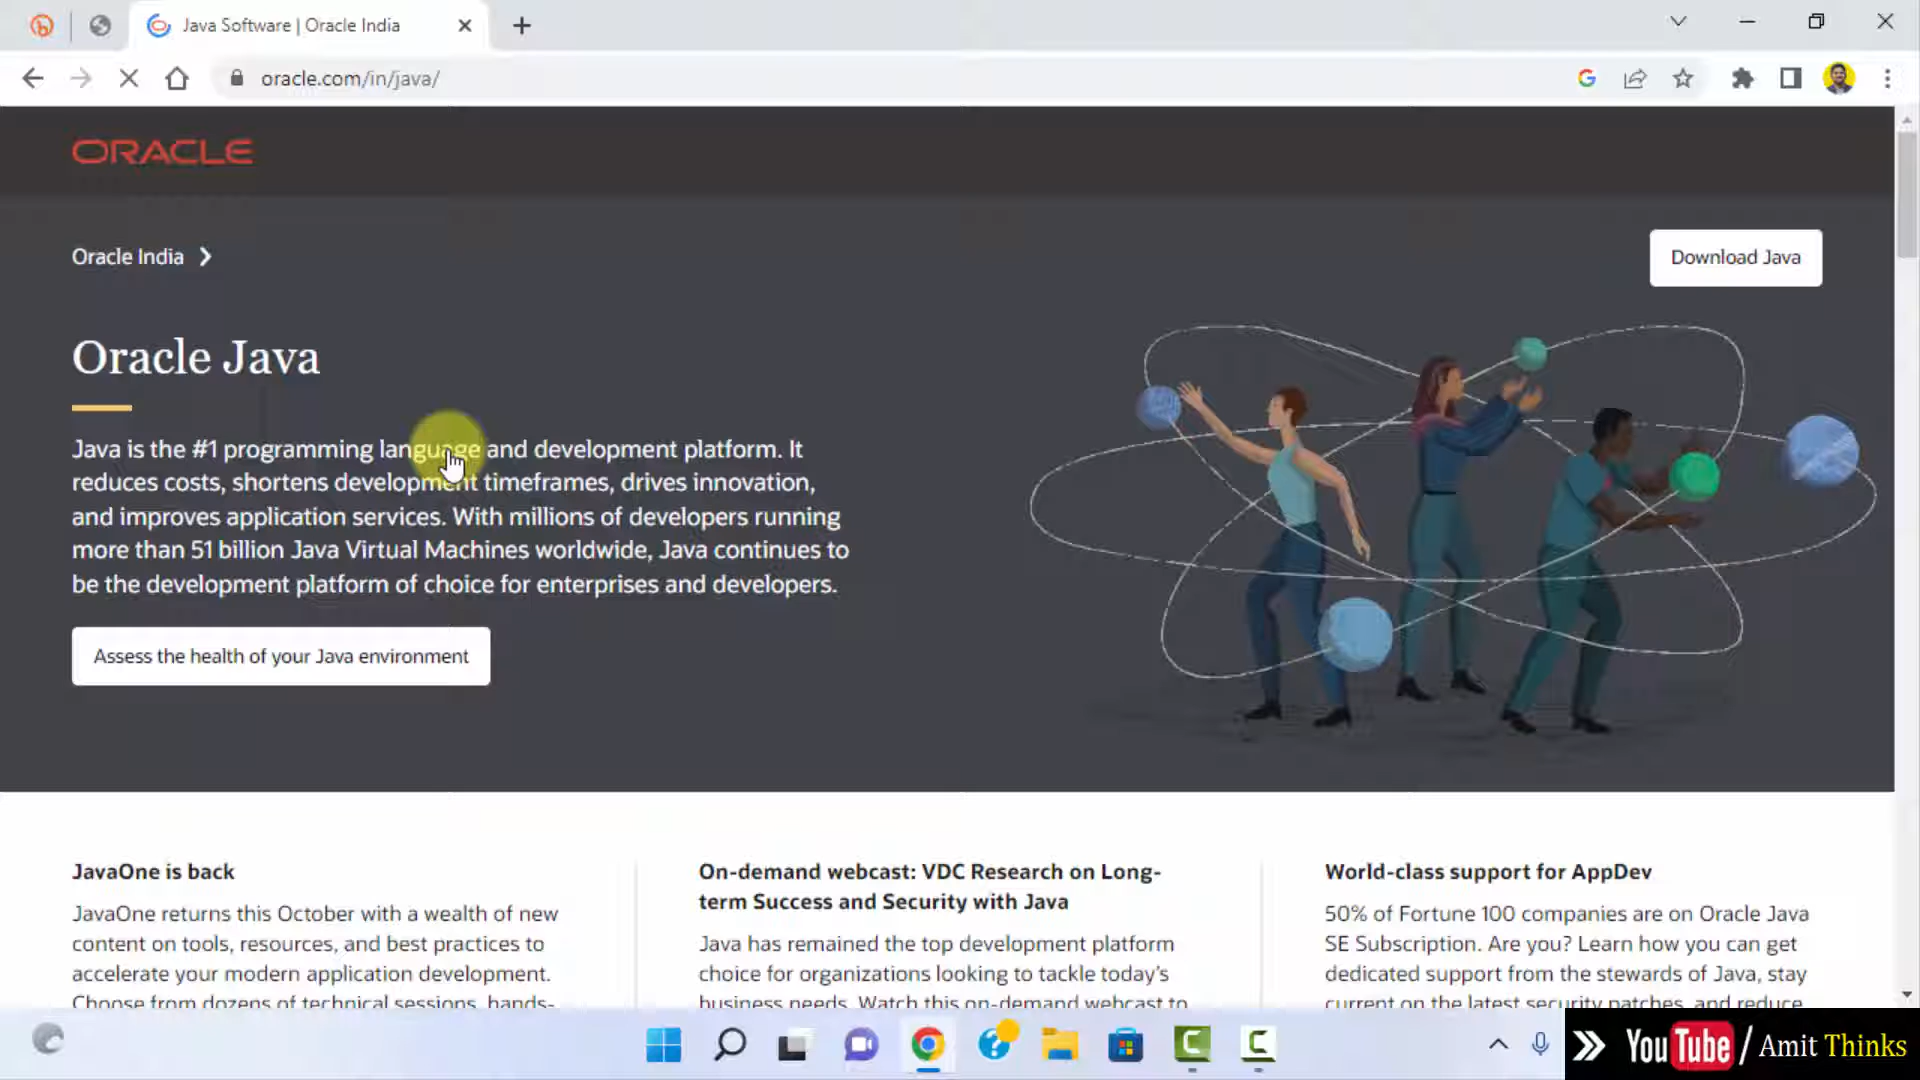 Java Software | Oracle India
oracle.com/in/java/
ORACLE
Oracle India
Download Java
Oracle Java
Java is the #1 programming language and development platform. It
reduces costs, shortens development timeframes, drives innovation,
and improves application services. With millions of developers running
more than 51 billion Java Virtual Machines worldwide, Java continues to
be the development platform of choice for enterprises and developers.
Assess the health of your Java environment
JavaOne is back
JavaOne returns this October with a wealth of new
content on tools, resources, and best practices to
accelerate your modern application development.
Choose from dozens of technical sessions, hands-
On-demand webcast: VDC Research on Long-
term Success and Security with Java
Java has remained the top development platform
choice for organizations looking to tackle today's
business needs. Watch this on-demand webcast to
World-class support for AppDev
50% of Fortune 100 companies are on Oracle Java
SE Subscription. Are you? Learn how you can get
dedicated support from the stewards of Java, stay
current on the latest security patches, and reduce
YouTube / Amit Thinks